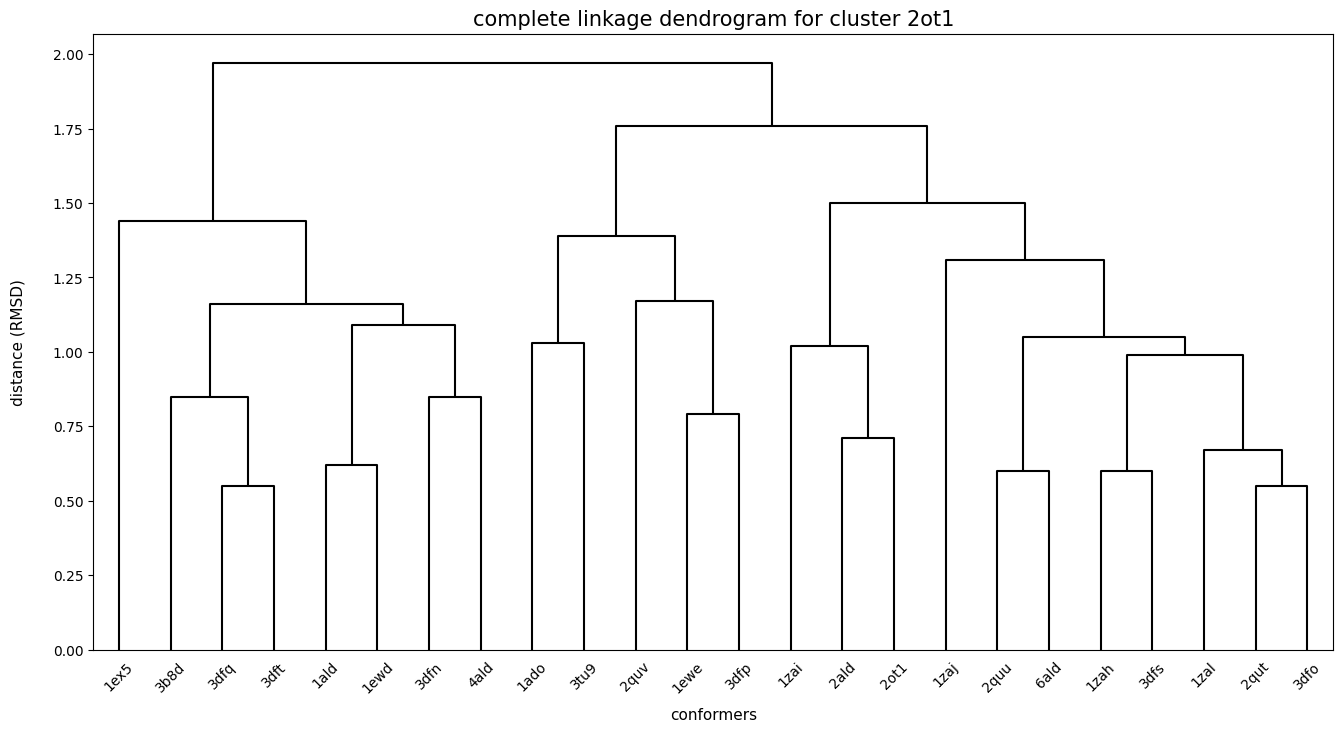 complete linkage dendrogram for cluster 2ot1
2.00
1.75
1.50
1.25
1.00
0.75
0.50
0.25
0.00
distance (RMSD)
1ex5 3b8d 3dfq 3dft 1ald 1ewd 3dfn 4ald 1ado 3tu9 2quv 1ewe 3dfp 1zai 2ald 2ot1 1zaj 2quu 6ald 1zah 3dfs 1zal 2qut 3dfo
conformers